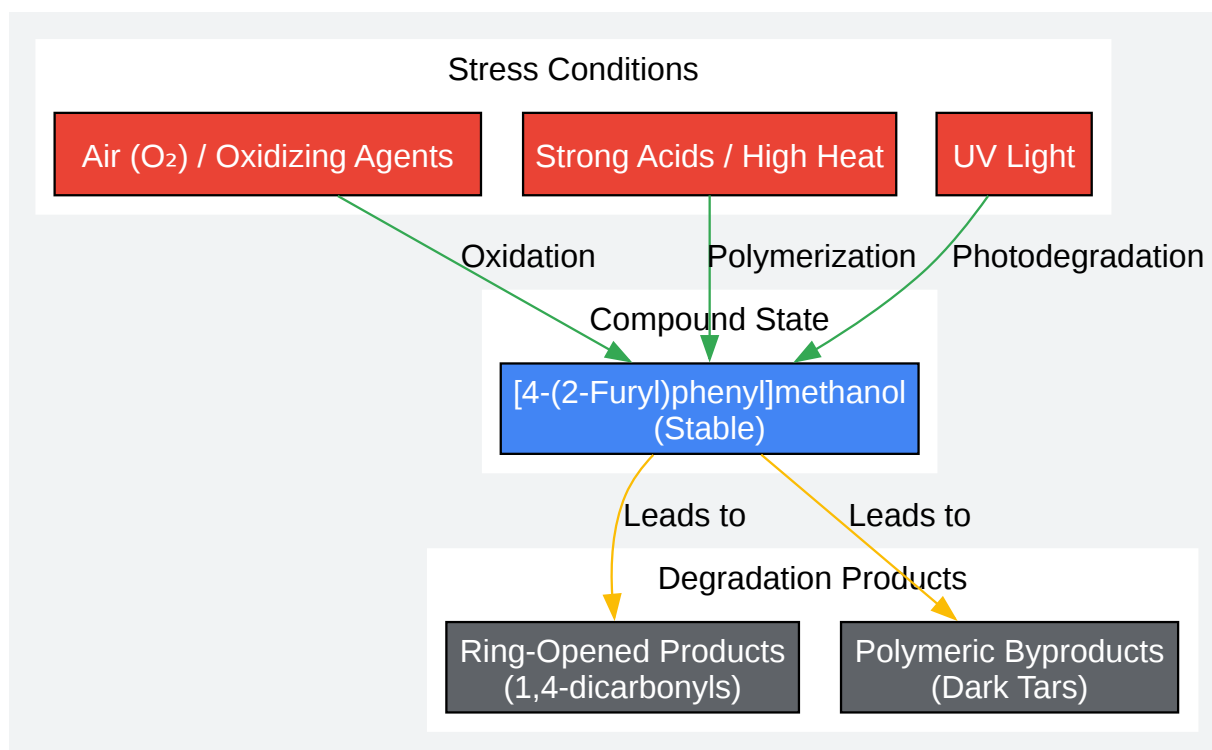 Stress Conditions
Air (O₂) / Oxidizing Agents
Strong Acids / High Heat
UV Light
Oxidation
Polymerization
Photodegradation
Compound State
[4-(2-Furyl)phenyl]methanol
(Stable)
Leads to
Leads to
Degradation Products
Ring-Opened Products
(1,4-dicarbonyls)
Polymeric Byproducts
(Dark Tars)